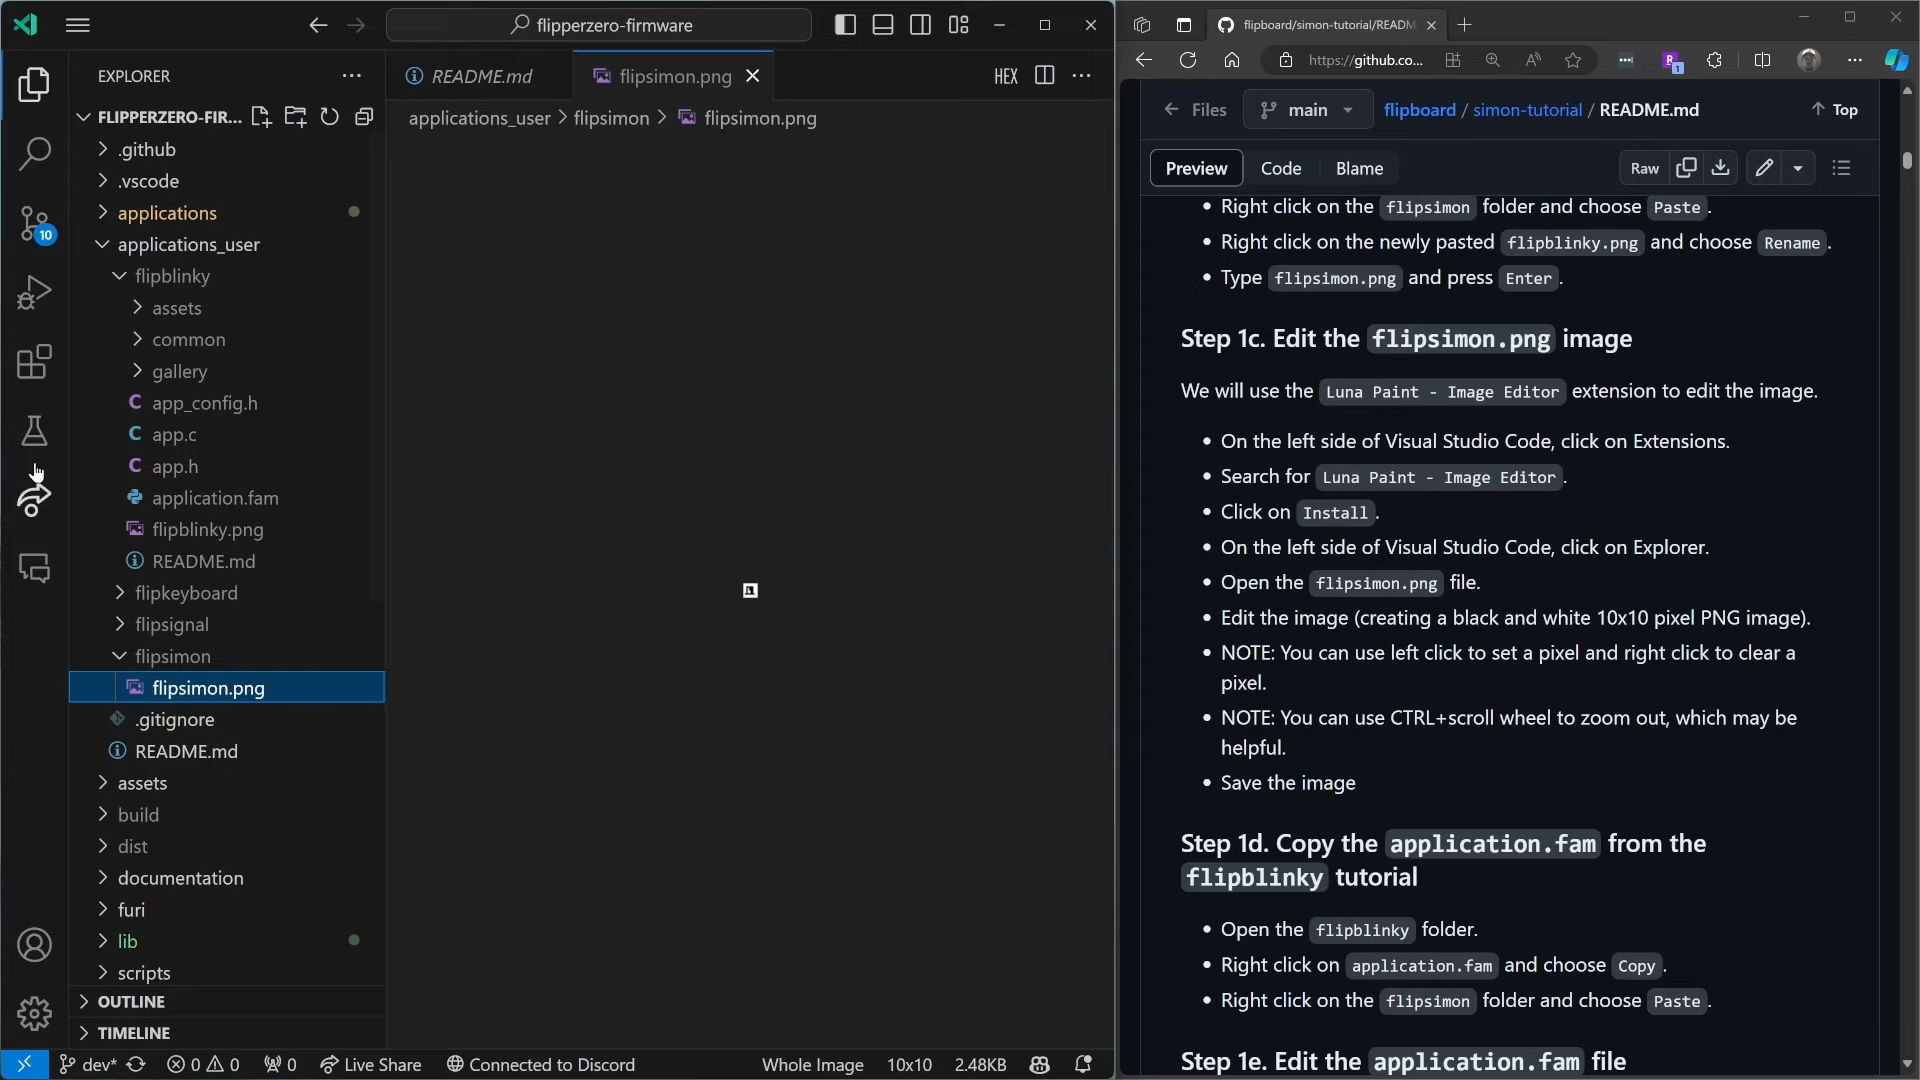 flipperzero-firmware
EXPLORER
FLIPPERZERO-FIR...
.github
.vscode
applications
applications_user
flipblinky
assets
common
gallery
C app_config.h
C app.c
C app.h
application.fam
flipblinky.png
README.md
flipkeyboard
flipsignal
flipsimon
flipsimon.png
.gitignore
README.md
assets
build
dist
documentation
furi
lib
scripts
OUTLINE
TIMELINE
10
README.md
flipsimon.png
HEX
applications_user > flipsimon > flipsimon.png
dev* 0 0 0 Live Share Connected to Discord Whole Image 10x10 2.48KB
flipboard/simon-tutorial/READM
https://github.co...
1
Files main flipboard / simon-tutorial / README.md Top
Preview Code Blame Raw
• Right click on the flipsimon folder and choose Paste.
• Right click on the newly pasted flipblinky.png and choose Rename.
• Type flipsimon.png and press Enter.
Step 1c. Edit the flipsimon.png image
We will use the Luna Paint - Image Editor extension to edit the image.
• On the left side of Visual Studio Code, click on Extensions.
• Search for Luna Paint - Image Editor.
• Click on Install.
• On the left side of Visual Studio Code, click on Explorer.
• Open the flipsimon.png file.
• Edit the image (creating a black and white 10x10 pixel PNG image).
• NOTE: You can use left click to set a pixel and right click to clear a
pixel.
• NOTE: You can use CTRL+scroll wheel to zoom out, which may be
helpful.
• Save the image
Step 1d. Copy the application.fam from the
flipblinky tutorial
• Open the flipblinky folder.
• Right click on application.fam and choose Copy.
• Right click on the flipsimon folder and choose Paste.
Step 1e. Edit the application.fam file